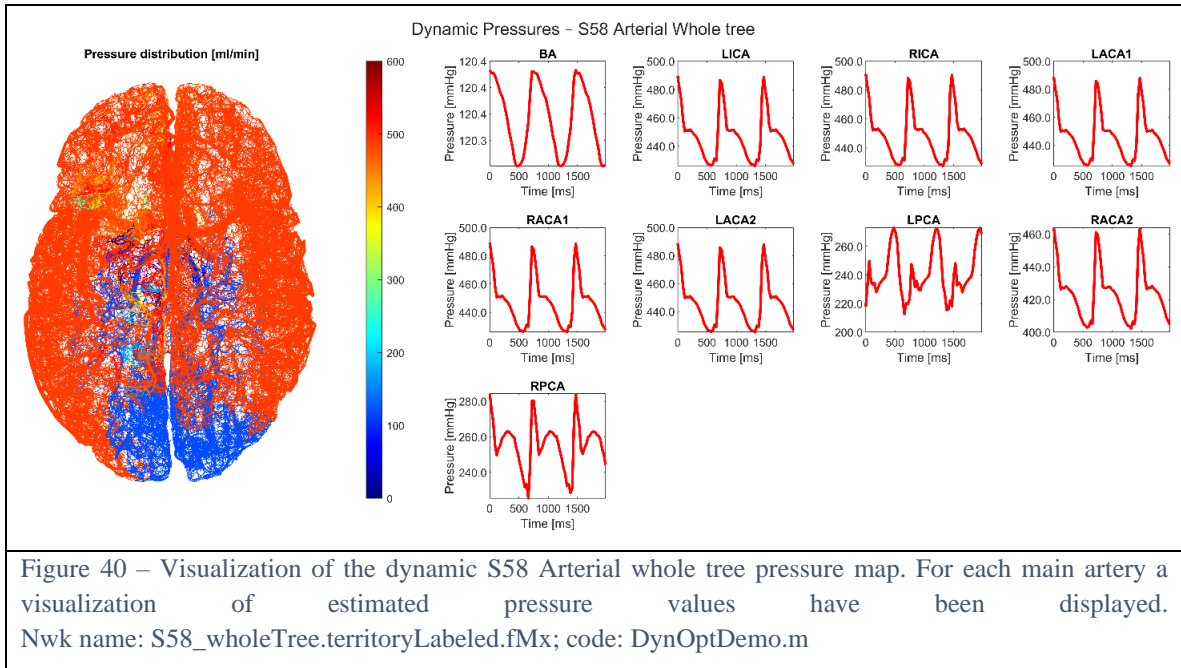 Dynamic Pressures – S58 Arterial Whole tree
Pressure distribution [ml/min]
600
500
400
300
200
100
0
BA
120.4
120.4
120.4
120.3
Pressure [mmHg]
0 500 1000 1500
Time [ms]
LICA
500.0
480.0
460.0
440.0
Pressure [mmHg]
0 500 1000 1500
Time [ms]
RICA
500.0
480.0
460.0
440.0
Pressure [mmHg]
0 500 1000 1500
Time [ms]
LACA1
500.0
480.0
460.0
440.0
Pressure [mmHg]
0 500 1000 1500
Time [ms]
RACA1
500.0
480.0
460.0
440.0
Pressure [mmHg]
0 500 1000 1500
Time [ms]
LACA2
500.0
480.0
460.0
440.0
Pressure [mmHg]
0 500 1000 1500
Time [ms]
LPCA
260.0
240.0
220.0
200.0
Pressure [mmHg]
0 500 1000 1500
Time [ms]
RACA2
460.0
440.0
420.0
400.0
Pressure [mmHg]
0 500 1000 1500
Time [ms]
RPCA
280.0
260.0
240.0
Pressure [mmHg]
0 500 1000 1500
Time [ms]
Figure 40 – Visualization of the dynamic S58 Arterial whole tree pressure map. For each main artery a
visualization of estimated pressure values have been displayed.
Nwk name: S58_wholeTree.territoryLabeled.fMx; code: DynOptDemo.m